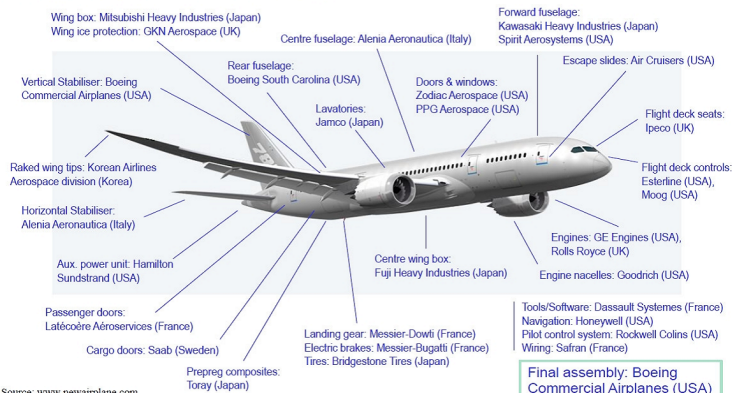 Wing box: Mitsubishi Heavy Industries (Japan)
Wing ice protection: GKN Aerospace (UK)
Centre fuselage: Alenia Aeronautica (Italy)
Forward fuselage:
Kawasaki Heavy Industries (Japan)
Spirit Aerosystems (USA)
Escape slides: Air Cruisers (USA)
Rear fuselage:
Boeing South Carolina (USA)
Vertical Stabiliser: Boeing
Commercial Airplanes (USA)
Doors & windows:
Zodiac Aerospace (USA)
PPG Aerospace (USA)
Lavatories:
Jamco (Japan)
Flight deck seats:
Ipeco (UK)
787
Raked wing tips: Korean Airlines
Aerospace division (Korea)
Flight deck controls:
Esterline (USA),
Moog (USA)
Horizontal Stabiliser:
Alenia Aeronautica (Italy)
Engines: GE Engines (USA),
Rolls Royce (UK)
Centre wing box:
Fuji Heavy Industries (Japan)
Aux. power unit: Hamilton
Sundstrand (USA)
Engine nacelles: Goodrich (USA)
Passenger doors:
Latécoère Aéroservices (France)
Tools/Software: Dassault Systemes (France)
Navigation: Honeywell (USA)
Pilot control system: Rockwell Colins (USA)
Wiring: Safran (France)
Landing gear: Messier-Dowti (France)
Electric brakes: Messier-Bugatti (France)
Tires: Bridgestone Tires (Japan)
Cargo doors: Saab (Sweden)
Prepreg composites:
Toray (Japan)
Final assembly: Boeing
Commercial Airplanes (USA)
Source: www.newairplane.com